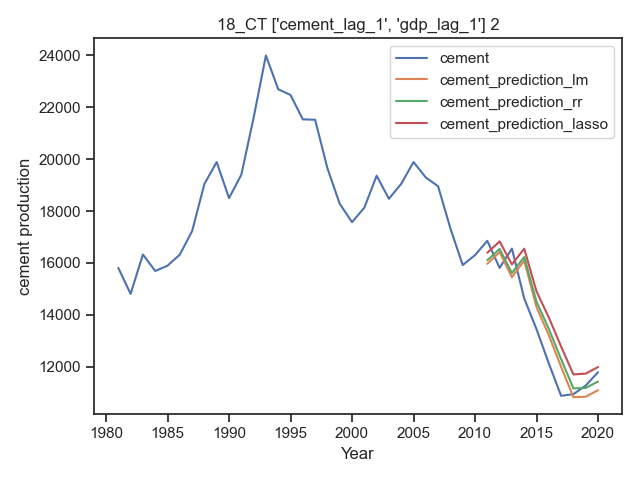 18_CT ['cement_lag_1', 'gdp_lag_1'] 2
cement
cement_prediction_lm
cement_prediction_rr
cement_prediction_lasso
cement production
24000
22000
20000
18000
16000
14000
12000
1980 1985 1990 1995 2000 2005 2010 2015 2020
Year